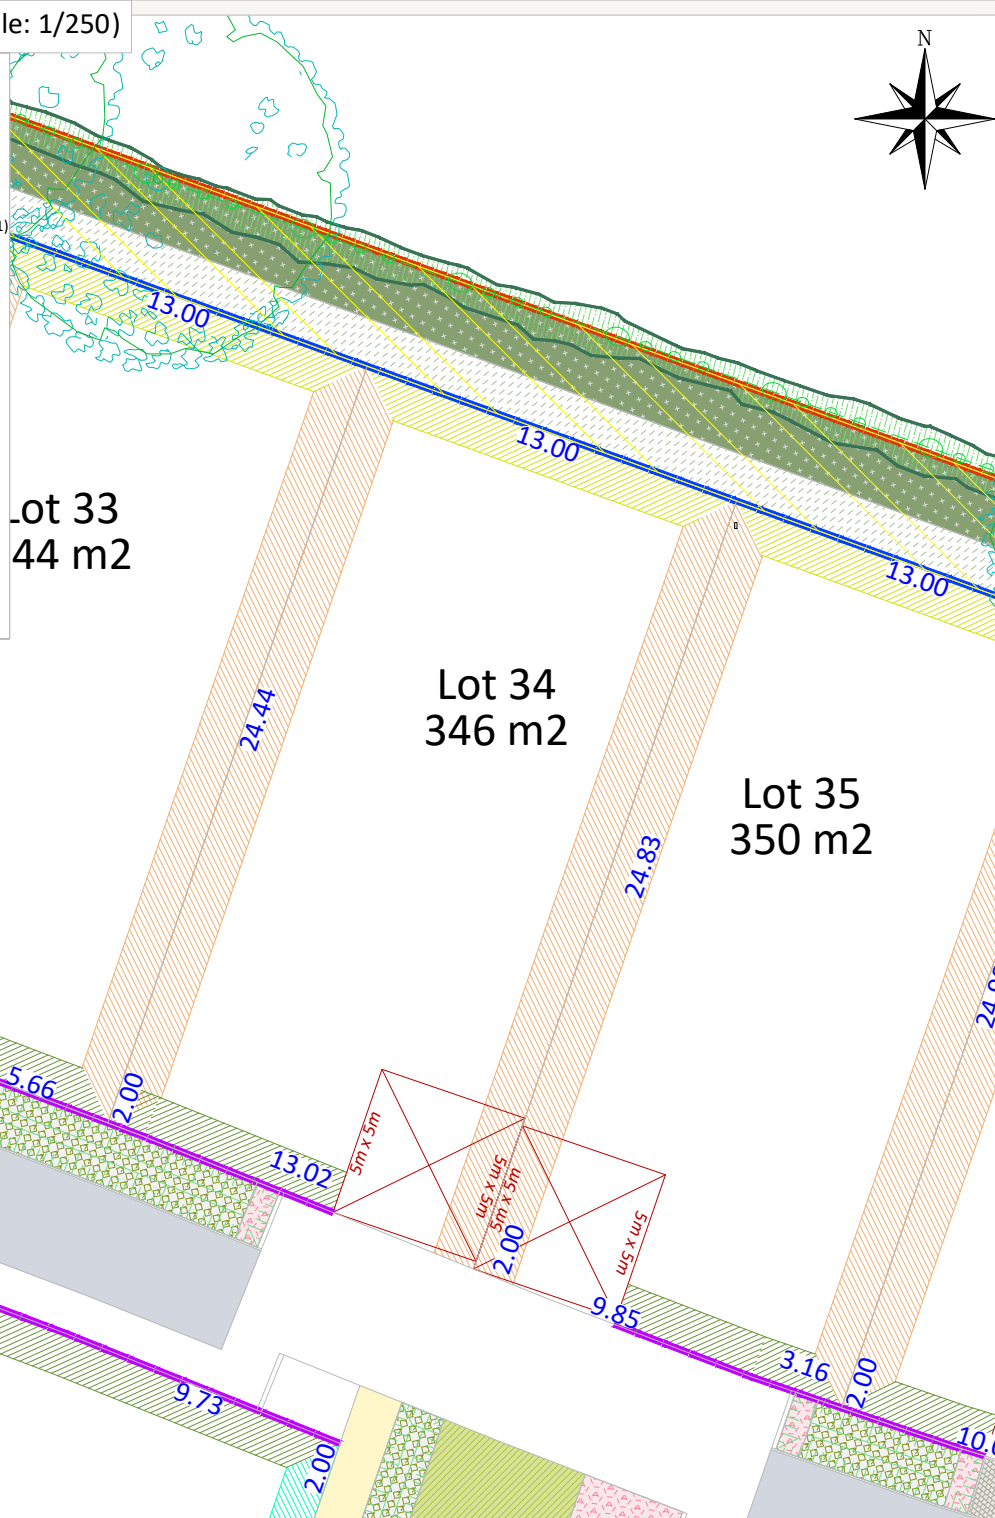 le: 1/250)
N
13.00
13.00
13.00
Lot 33
44 m2
Lot 34
346 m2
24.44
Lot 35
350 m2
24.83
5.66
2.00
13.02
5m x 5m
5m x 5m
5m x 5m
5m x 5m
2.00
9.85
3.16
2.00
9.73
2.00